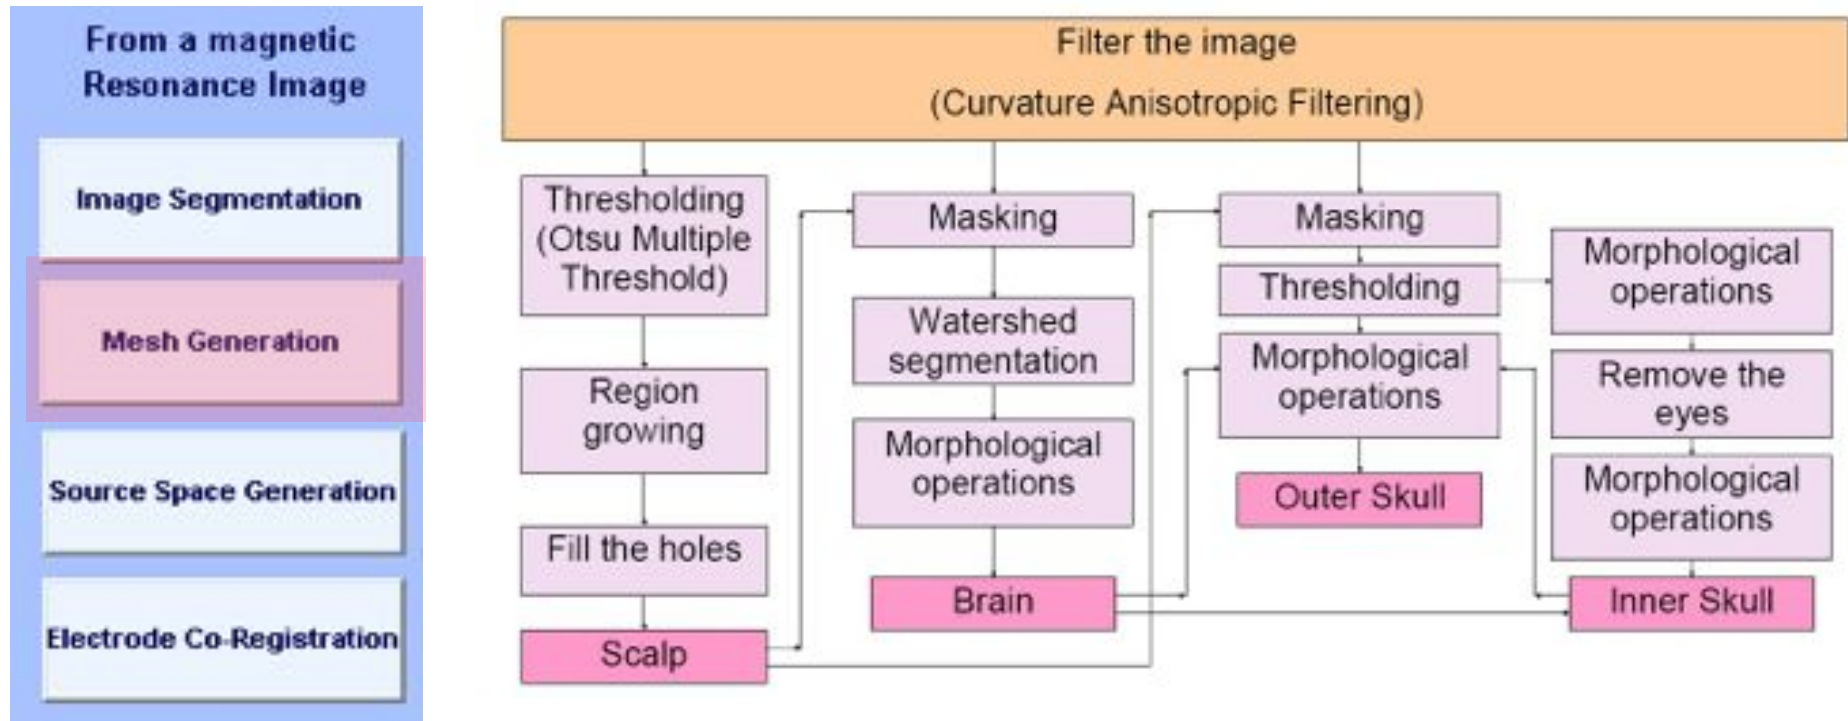 From a magnetic
Resonance Image
Image Segmentation
Mesh Generation
Source Space Generation
Electrode Co-Registration
Filter the image
(Curvature Anisotropic Filtering)
Thresholding
(Otsu Multiple
Threshold)
Region
growing
Fill the holes
Scalp
Masking
Watershed
segmentation
Morphological
operations
Brain
Masking
Thresholding
Morphological
operations
Outer Skull
Morphological
operations
Remove the
eyes
Morphological
operations
Inner Skull